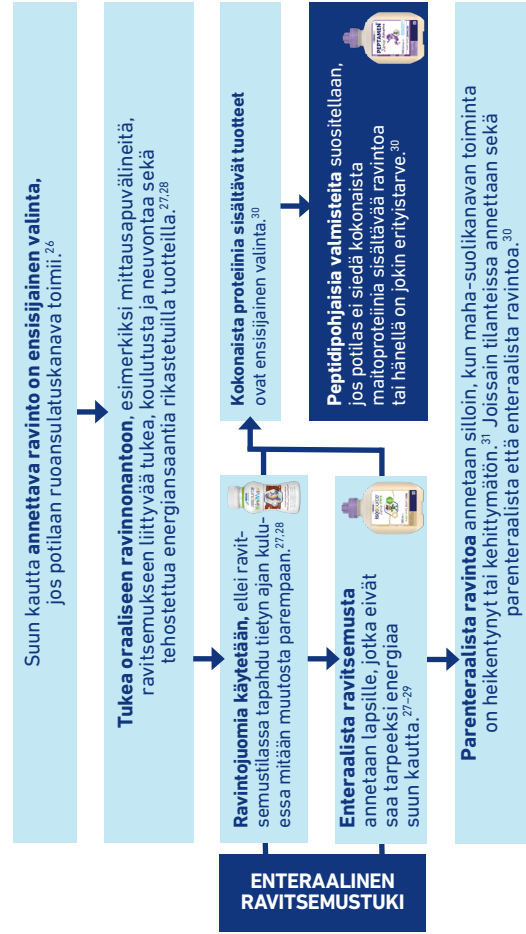 Suun kautta annettava ravinto on ensisijainen valinta,
jos potilaan ruoansulatuskanava toimii.26
Tukea oraaliseen ravinnonantoon, esimerkiksi mittausapuvälineitä,
ravitsemukseen liittyvää tukea, koulutusta ja neuvontaa sekä
tehostettua energiansaantia rikastetuilla tuotteilla.27,28
ENTERAALINEN
RAVITSEMUSTUKI
Ravintojuomia käytetään, ellei ravit-
semustilassa tapahdu tietyn ajan kulu-
essa mitään muutosta parempaan.27,28
Enteraalista ravitsemusta
annetaan lapsille, jotka eivät
saa tarpeeksi energiaa
suun kautta.27–29
Kokonaista proteiinia sisältävät tuotteet
ovat ensisijainen valinta.30
Peptidipohjaisia valmisteita suositellaan,
jos potilas ei siedä kokonaista
maitoproteiinia sisältävää ravintoa
tai hänellä on jokin erityistarve.30
PEPTAMEN
Parenteraalista ravintoa annetaan silloin, kun maha-suolikanavan toiminta
on heikentynyt tai kehittymätön.31 Joissain tilanteissa annetaan sekä
parenteraalista että enteraalista ravintoa.30